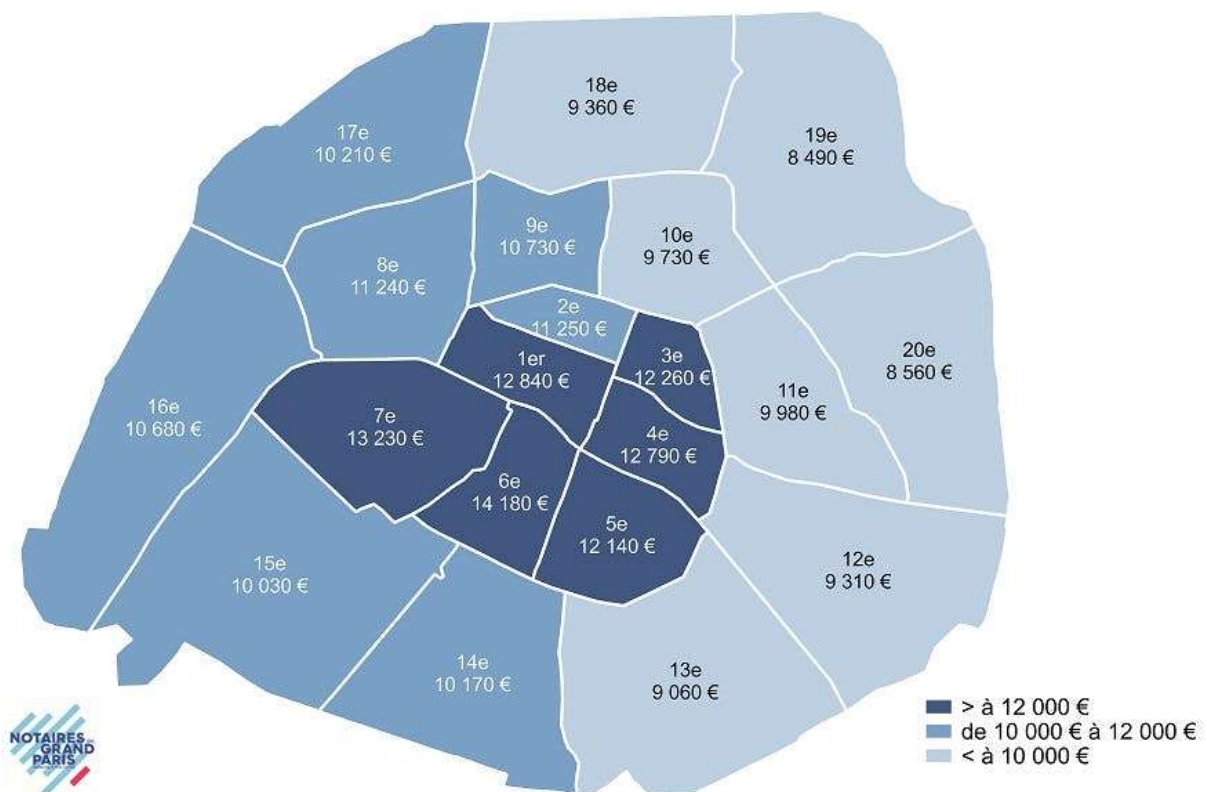 18e
9 360 €
19e
8 490 €
17e
10 210 €
9e
10 730 €
10e
9 730 €
8e
11 240 €
2e
11 250 €
1er
12 840 €
3e
12 260 €
20e
8 560 €
11e
9 980 €
16e
10 680 €
7e
13 230 €
4e
12 790 €
6e
14 180 €
5e
12 140 €
15e
10 030 €
12e
9 310 €
14e
10 170 €
13e
9 060 €
> à 12 000 €
de 10 000 € à 12 000 €
< à 10 000 €
NOTAIRES
GRAND
PARIS